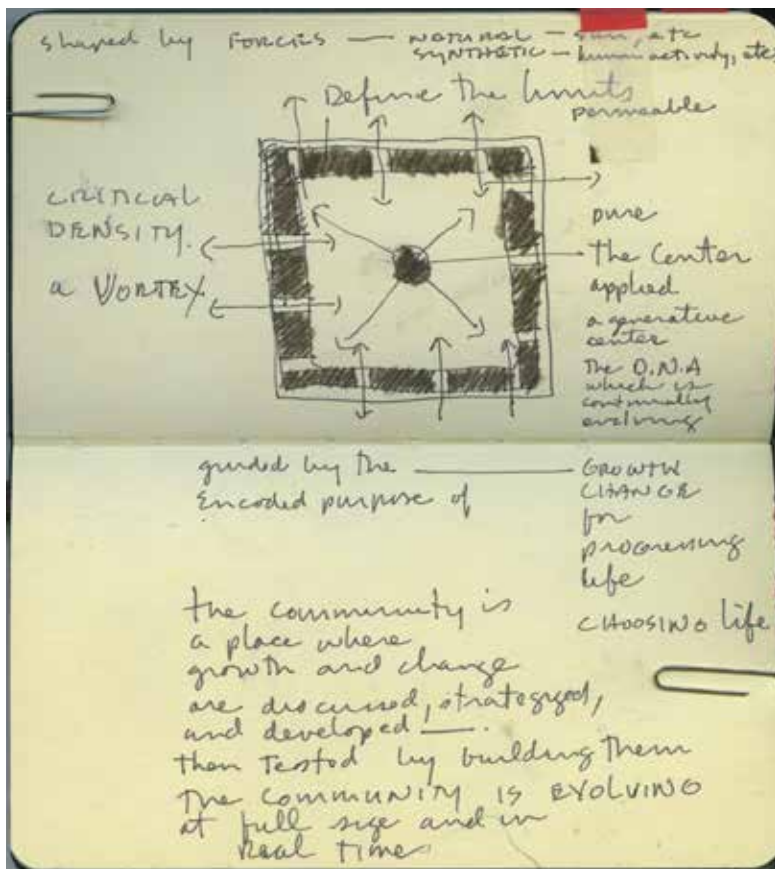 shaped by FORCES — NATURAL — sun, etc
SYNTHETIC — human activity, etc
Define the limits
permeable
CRITICAL
DENSITY.
a VORTEX
pure
the Center
applied
a generative
center
The D.N.A
which is
continually
evolving
guided by the ——— GROWTH
Encoded purpose of CHANGE
for
progressing
life
CHOOSING life
the community is
a place where
growth and change
are discussed, strategized,
and developed —.
then tested by building them
The COMMUNITY IS EVOLVING
at full size and in
Real time